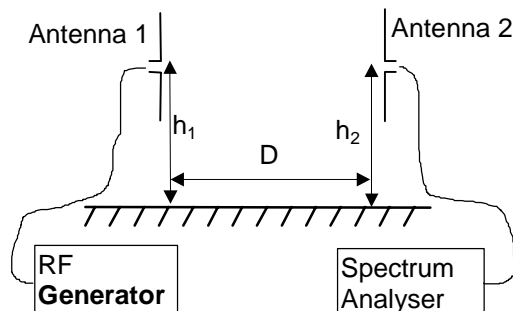 Antenna 1
Antenna 2
h₁
h₂
D
RF
Generator
Spectrum
Analyser